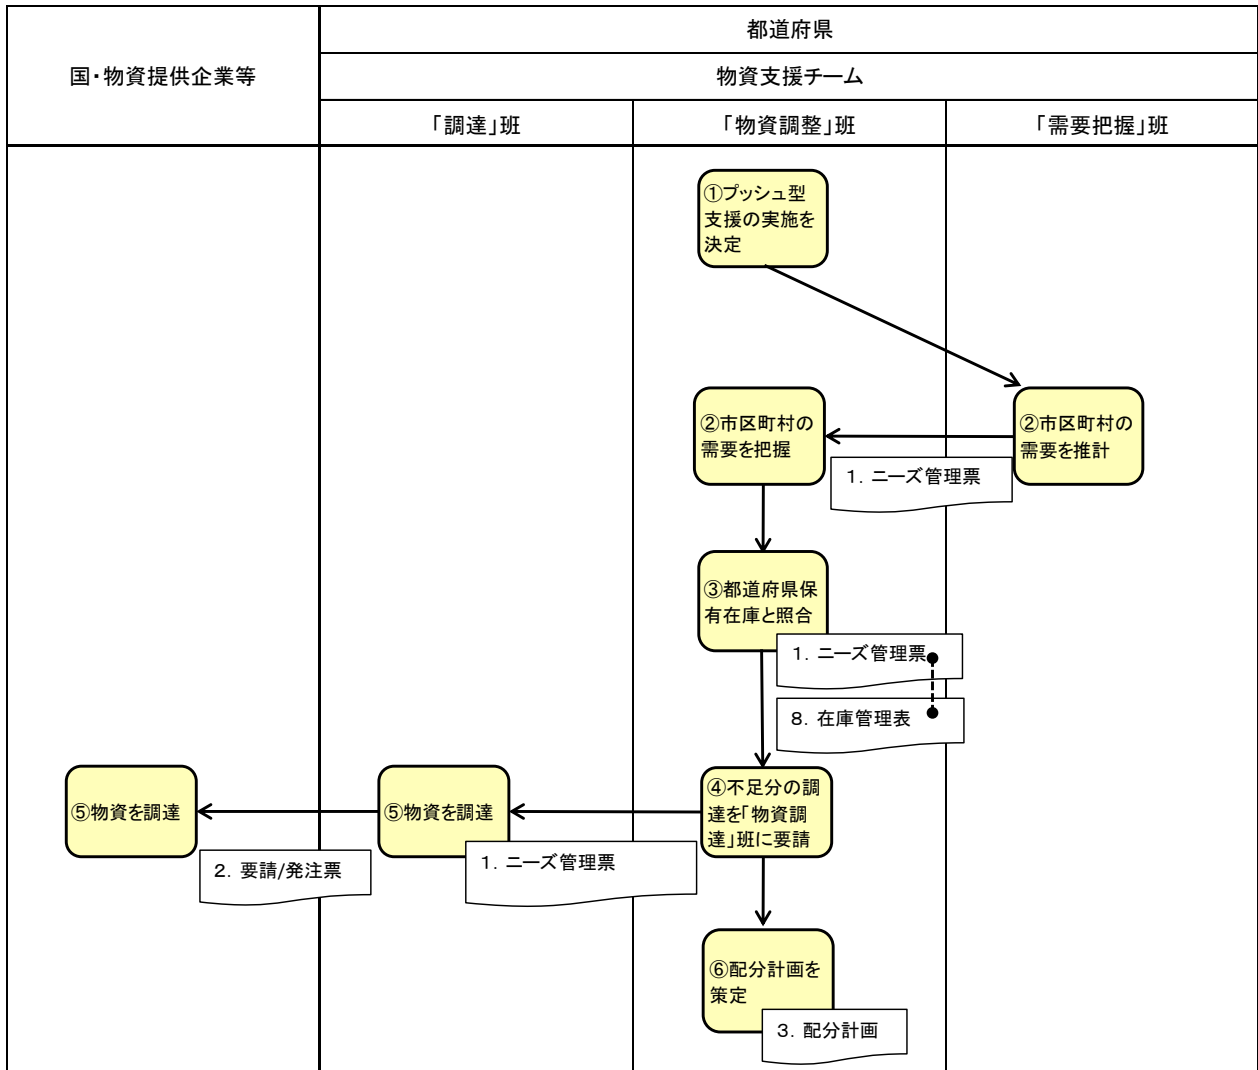 都道府県
国・物資提供企業等
物資支援チーム
「調達」班
「物資調整」班
「需要把握」班
①プッシュ型
支援の実施を
決定
②市区町村の
需要を把握
②市区町村の
需要を推計
1. ニーズ管理票
③都道府県保
有在庫と照合
1. ニーズ管理票
8. 在庫管理表
⑤物資を調達
⑤物資を調達
④不足分の調
達を「物資調
達」班に要請
2. 要請/発注票
1. ニーズ管理票
⑥配分計画を
策定
3. 配分計画